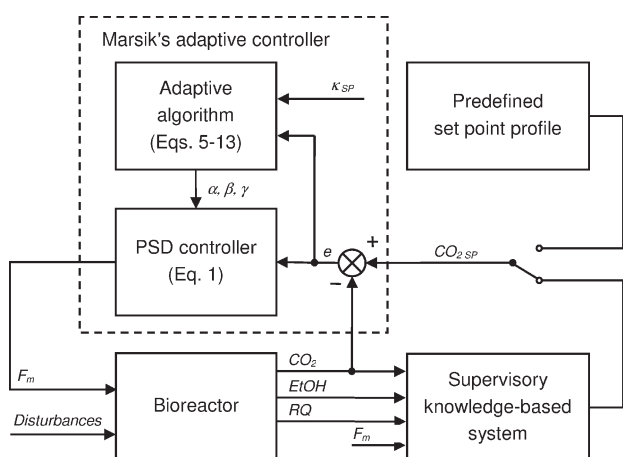 Marsik's adaptive controller
Adaptive
algorithm
(Eqs. 5-13)
κSP
Predefined
set point profile
α, β, γ
PSD controller
(Eq. 1)
e
+
−
CO2 SP
Fm
Disturbances
Bioreactor
CO2
EtOH
RQ
Fm
Supervisory
knowledge-based
system